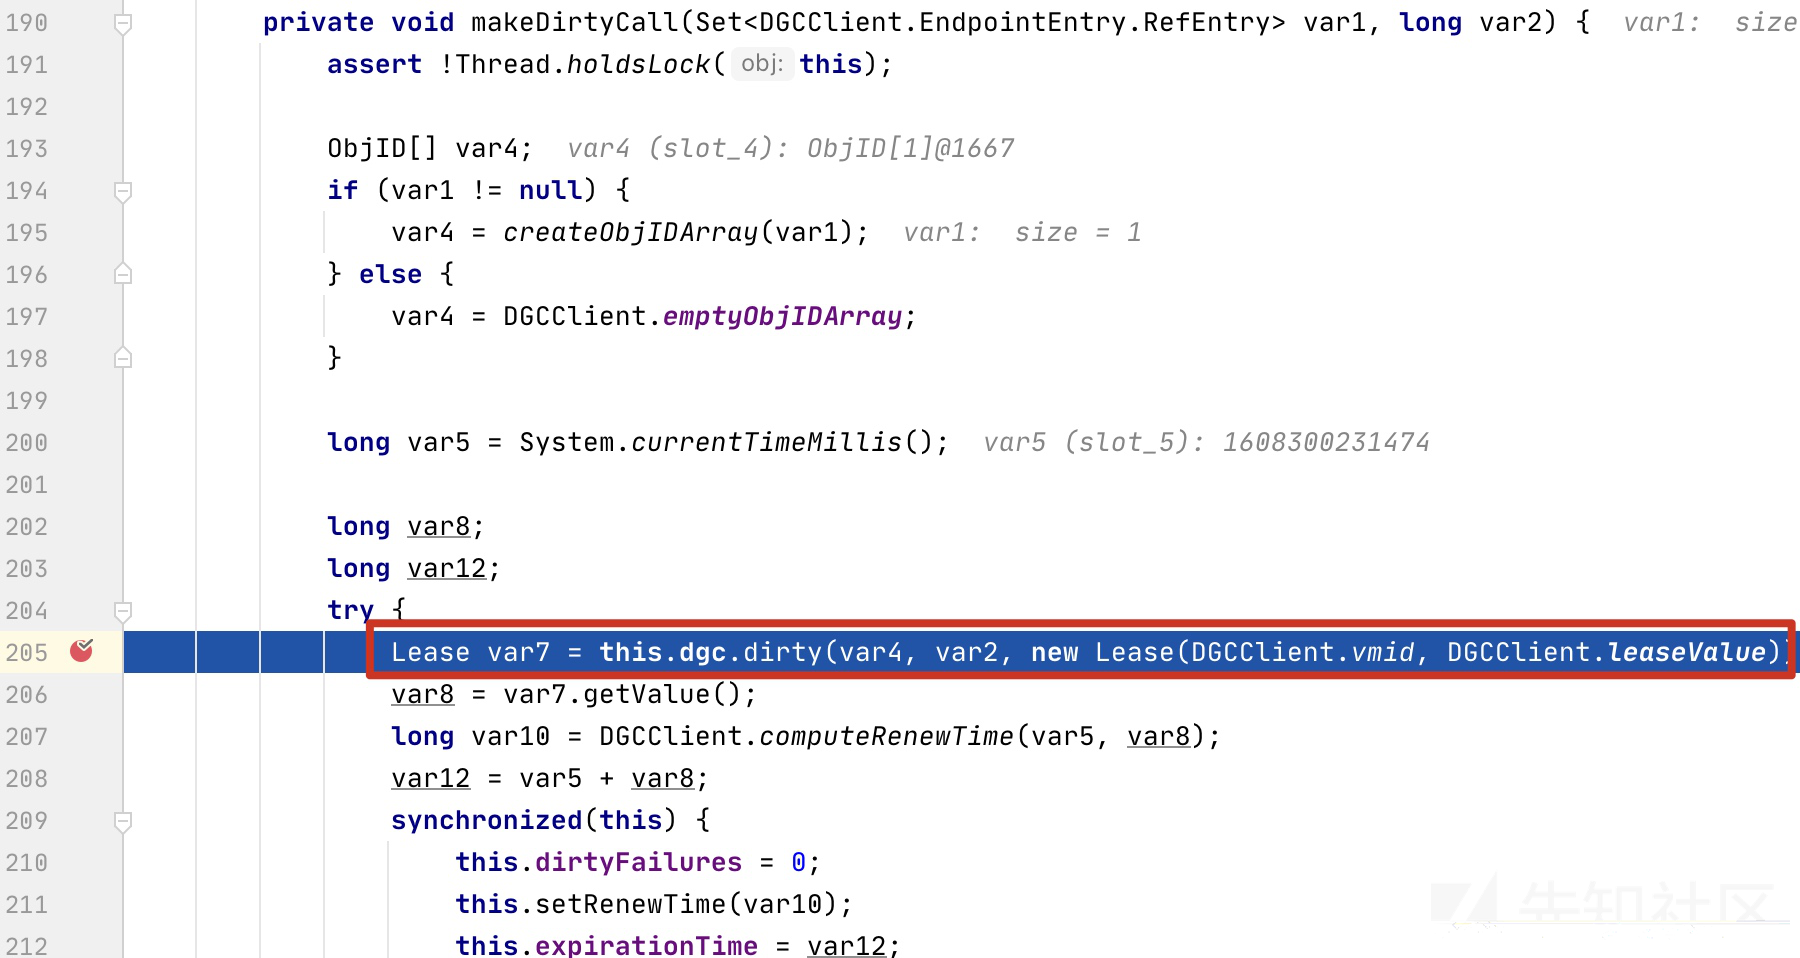 190 private void makeDirtyCall(Set<DGCClient.EndpointEntry.RefEntry> var1, long var2) { var1: size
191 assert !Thread.holdsLock( obj: this);
192
193 ObjID[] var4; var4 (slot_4): ObjID[1]@1667
194 if (var1 != null) {
195 var4 = createObjIDArray(var1); var1: size = 1
196 } else {
197 var4 = DGCClient.emptyObjIDArray;
198 }
199
200 long var5 = System.currentTimeMillis(); var5 (slot_5): 1608300231474
201
202 long var8;
203 long var12;
204 try {
205 Lease var7 = this.dgc.dirty(var4, var2, new Lease(DGCClient.vmid, DGCClient.leaseValue))
206 var8 = var7.getValue();
207 long var10 = DGCClient.computeRenewTime(var5, var8);
208 var12 = var5 + var8;
209 synchronized(this) {
210 this.dirtyFailures = 0;
211 this.setRenewTime(var10);
212 this.expirationTime = var12;
先知社区